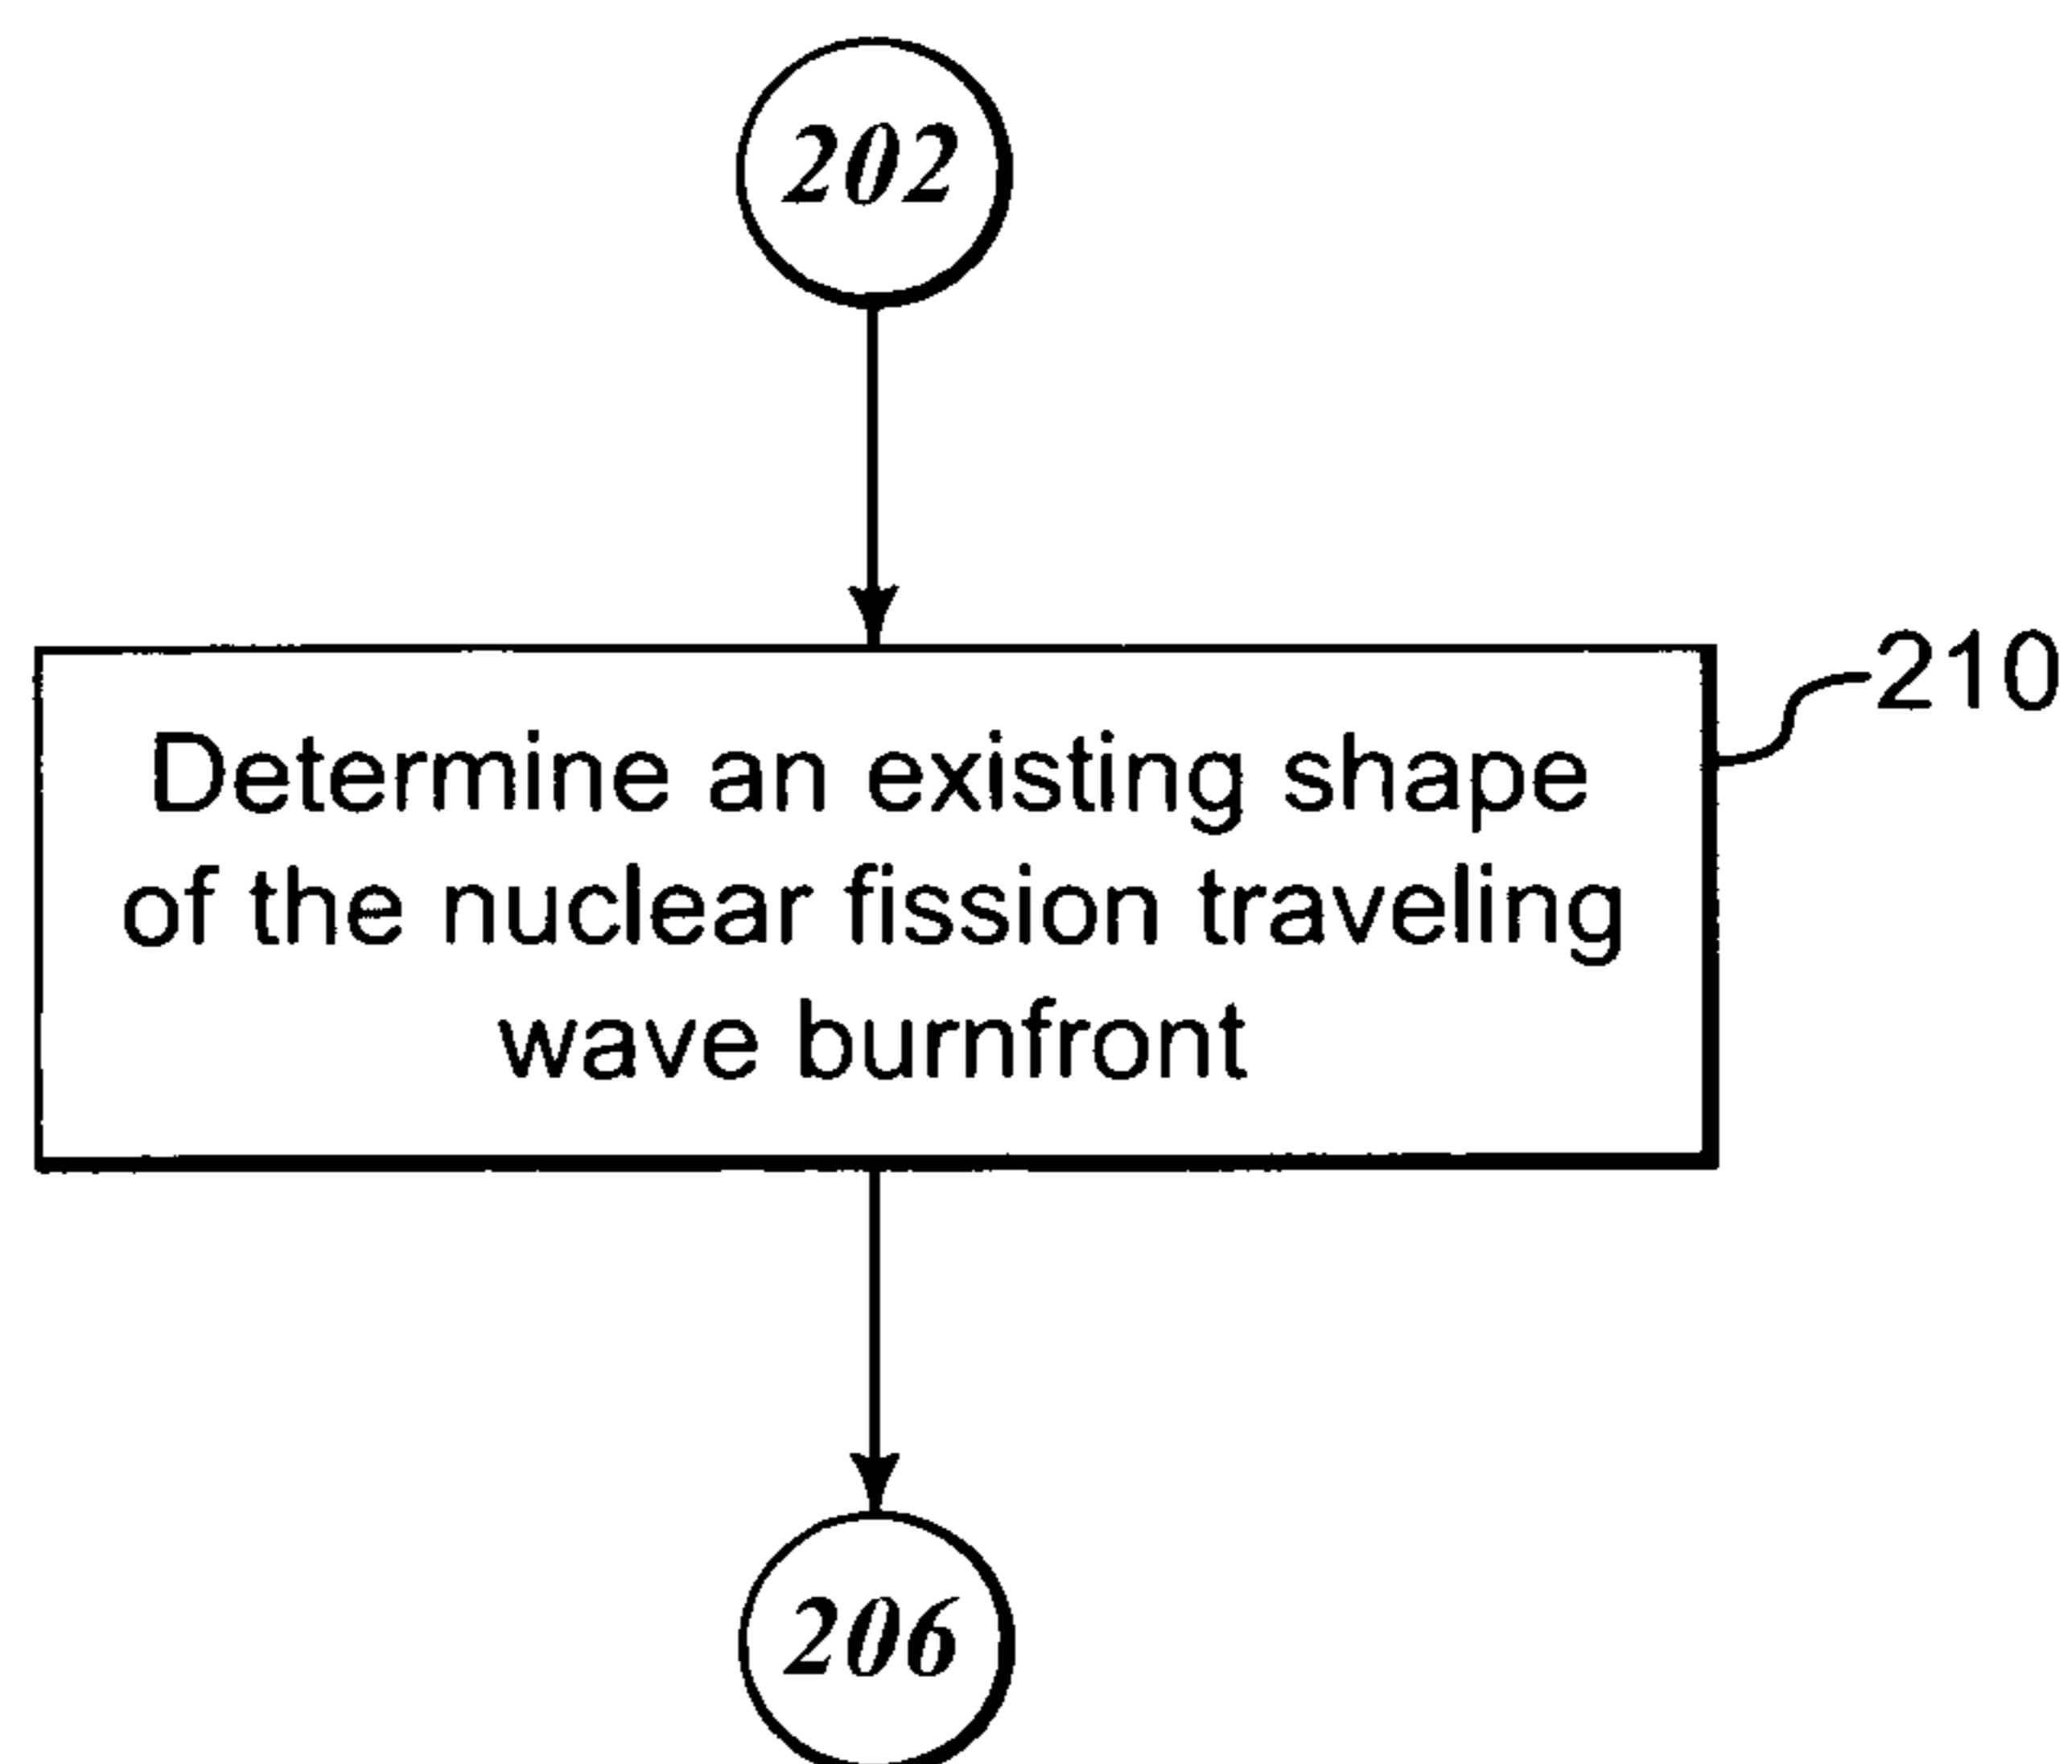 202
210
Determine an existing shape
of the nuclear fission traveling
wave burnfront
206